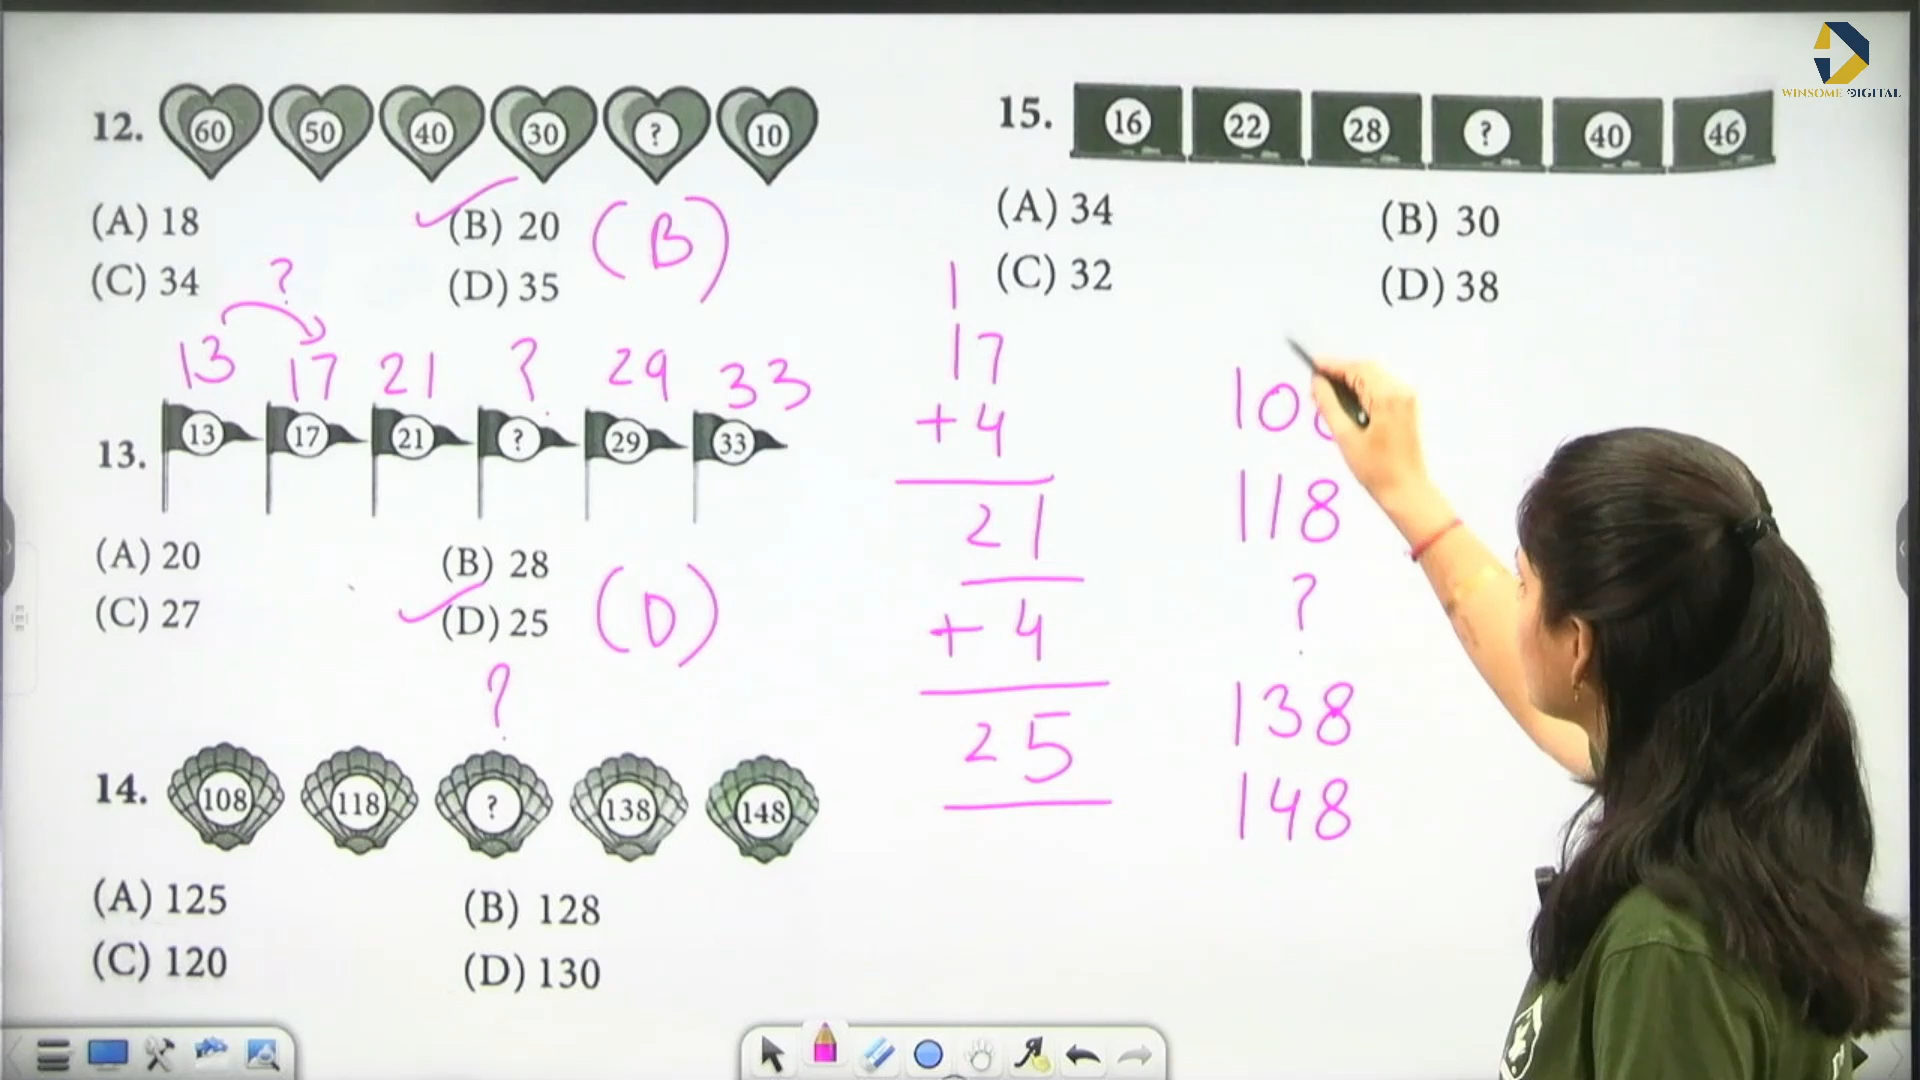 WINSOME DIGITAL
12. 60 50 40 30 ? 10
(A) 18 (B) 20 (B)
(C) 34 (D) 35
?
13 17 21 ? 29 33
13. 13 17 21 ? 29 33
(A) 20 (B) 28
(C) 27 (D) 25 (D)
?
14. 108 118 ? 138 148
(A) 125 (B) 128
(C) 120 (D) 130
15. 16 22 28 ? 40 46
(A) 34 (B) 30
(C) 32 (D) 38
1
17
+ 4
21
+ 4
25
10
118
?
138
148